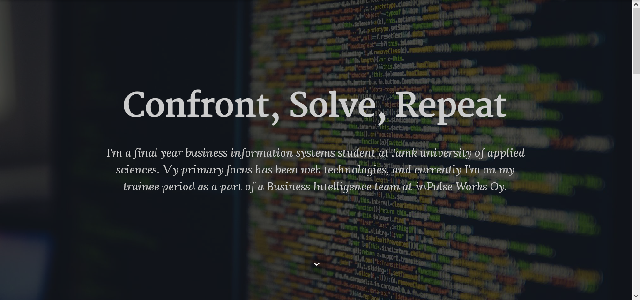 Confront, Solve, Repeat
I'm a final year business information systems student at Jamk university of applied
sciences. My primary focus has been web technologies, and currently I'm on my
trainee period as a part of a Business Intelligence team at inPulse Works Oy.